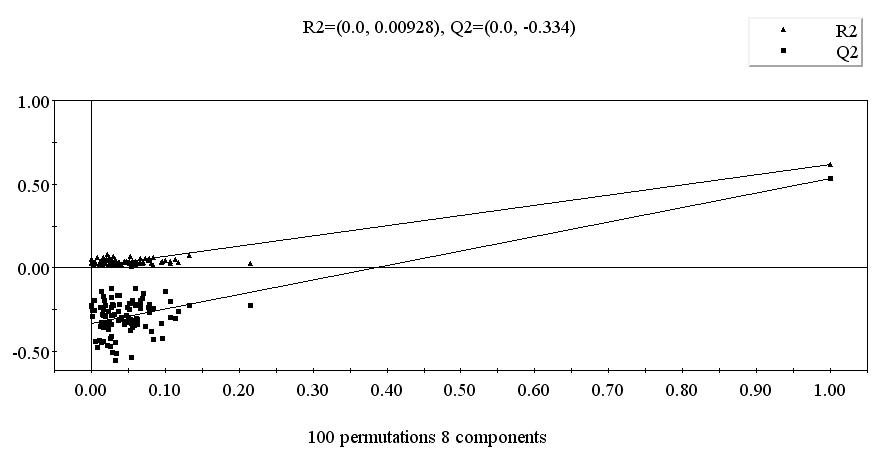 R2=(0.0, 0.00928), Q2=(0.0, -0.334)
R2
Q2
1.00
0.50
0.00
-0.50
0.00 0.10 0.20 0.30 0.40 0.50 0.60 0.70 0.80 0.90 1.00
100 permutations 8 components